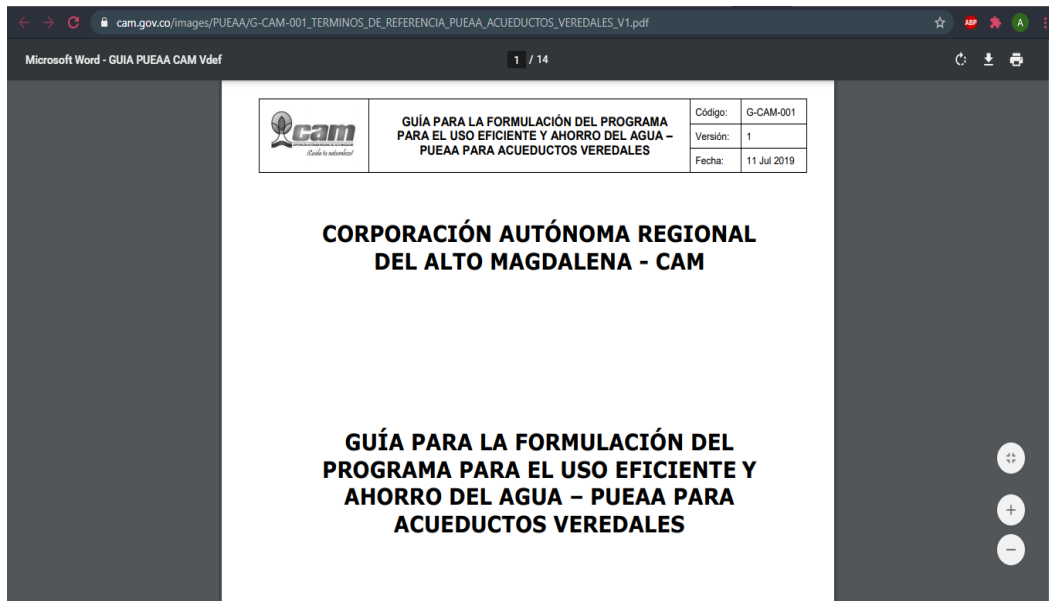 cam.gov.co/images/PUEAA/G-CAM-001_TERMINOS_DE_REFERENCIA_PUEAA_ACUEDUCTOS_VEREDALES_V1.pdf
ABP
A
Microsoft Word - GUIA PUEAA CAM Vdef
1 / 14
cam
¡Cuida tu naturaleza!
GUÍA PARA LA FORMULACIÓN DEL PROGRAMA
PARA EL USO EFICIENTE Y AHORRO DEL AGUA –
PUEAA PARA ACUEDUCTOS VEREDALES
Código: G-CAM-001
Versión: 1
Fecha: 11 Jul 2019
CORPORACIÓN AUTÓNOMA REGIONAL
DEL ALTO MAGDALENA - CAM
GUÍA PARA LA FORMULACIÓN DEL
PROGRAMA PARA EL USO EFICIENTE Y
AHORRO DEL AGUA – PUEAA PARA
ACUEDUCTOS VEREDALES